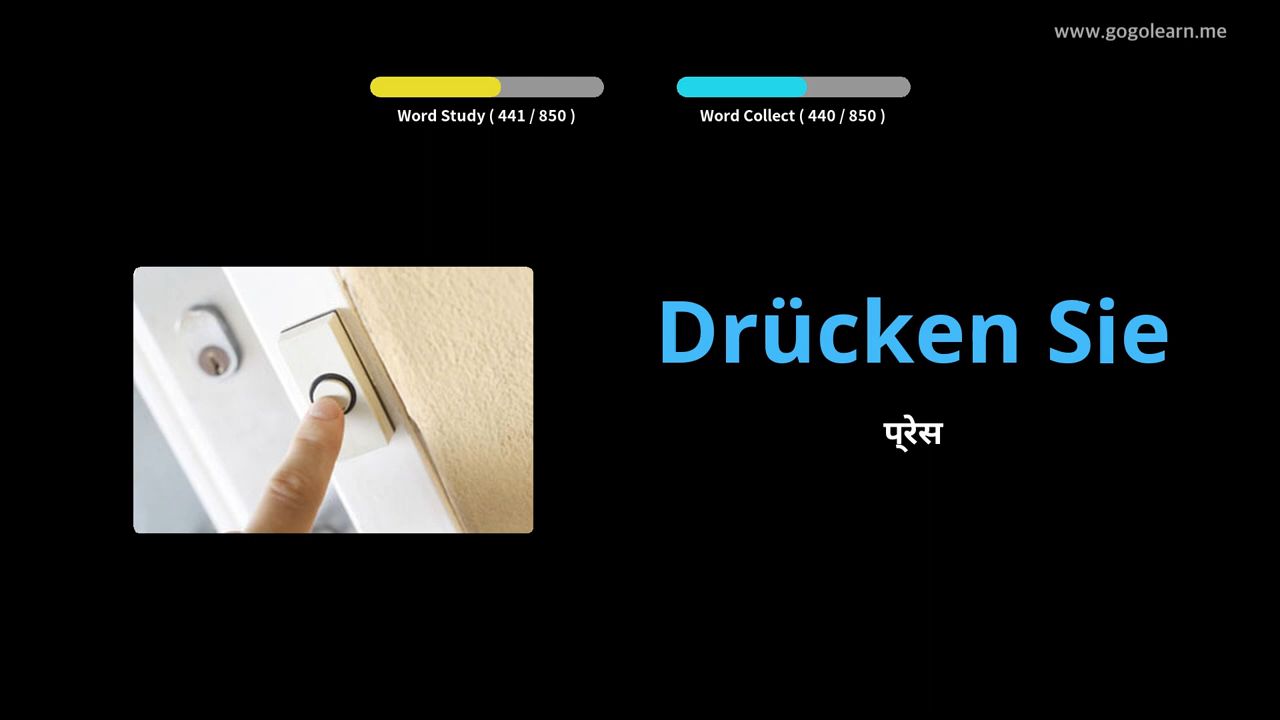 www.gogolearn.me
Word Study ( 441 / 850 )
Word Collect ( 440 / 850 )
Drücken Sie
प्रेस